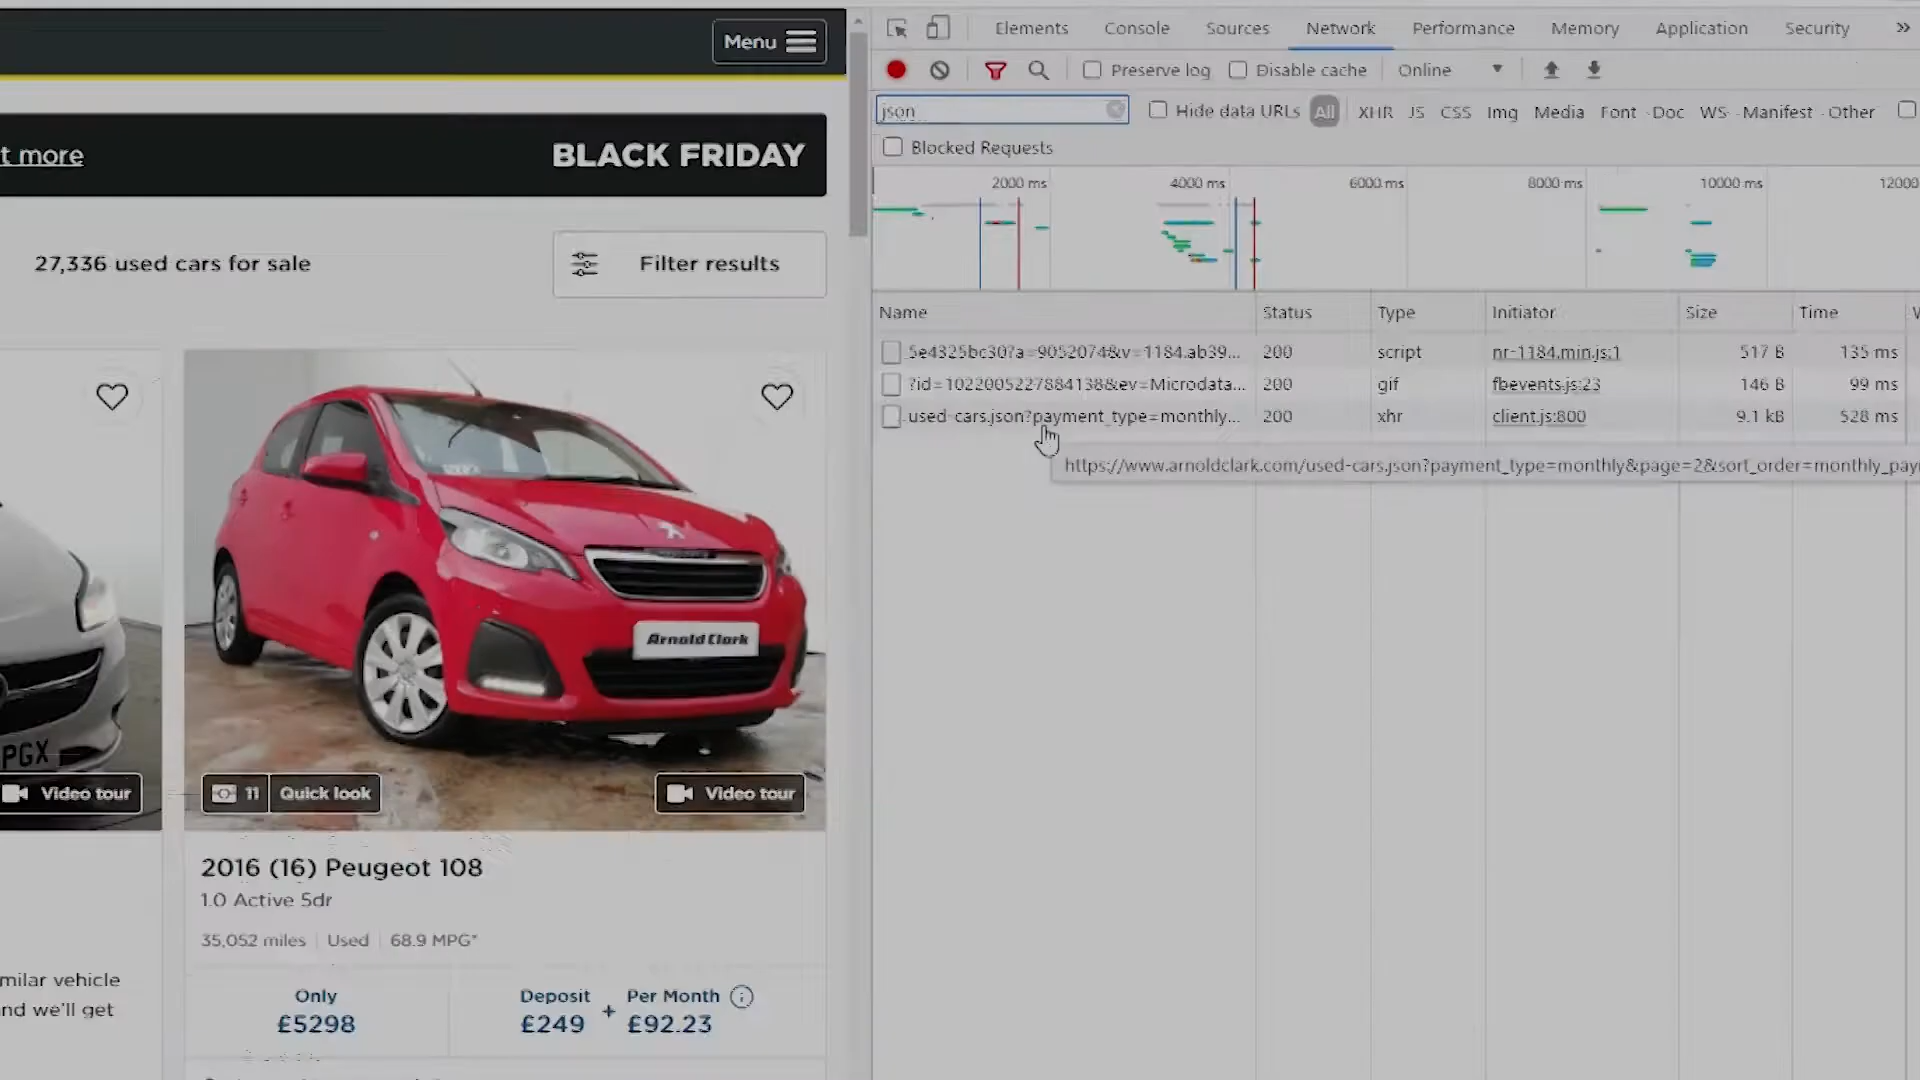 Menu
t more
BLACK FRIDAY
27,336 used cars for sale
Filter results
PGX
Video tour
Arnold Clark
11
Quick look
Video tour
2016 (16) Peugeot 108
1.0 Active 5dr
35,052 miles Used 68.9 MPG*
milar vehicle
nd we'll get
Only
£5298
Deposit + Per Month
£249 £92.23
Elements Console Sources Network Performance Memory Application Security
Preserve log Disable cache Online
json Hide data URLs All XHR JS CSS Img Media Font Doc WS Manifest Other
Blocked Requests
2000 ms 4000 ms 6000 ms 8000 ms 10000 ms 12000
Name Status Type Initiator Size Time
5e4325bc30?a=9052074&v=1184.ab39... 200 script nr-1184.min.js:1 517 B 135 ms
?id=1022005227884138&ev=Microdata... 200 gif fbevents.js:23 146 B 99 ms
used-cars.json?payment_type=monthly... 200 xhr client.js:800 9.1 kB 528 ms
https://www.arnoldclark.com/used-cars.json?payment_type=monthly&page=2&sort_order=monthly_pay